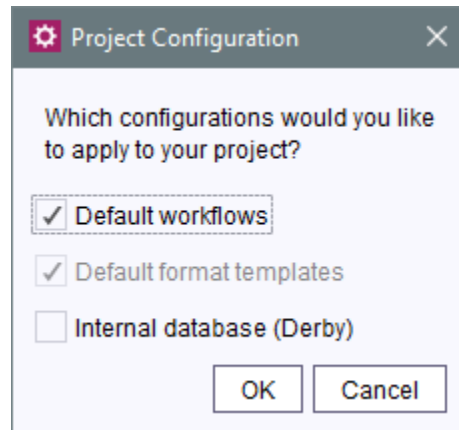 Project Configuration
Which configurations would you like
to apply to your project?
Default workflows
Default format templates
Internal database (Derby)
OK Cancel